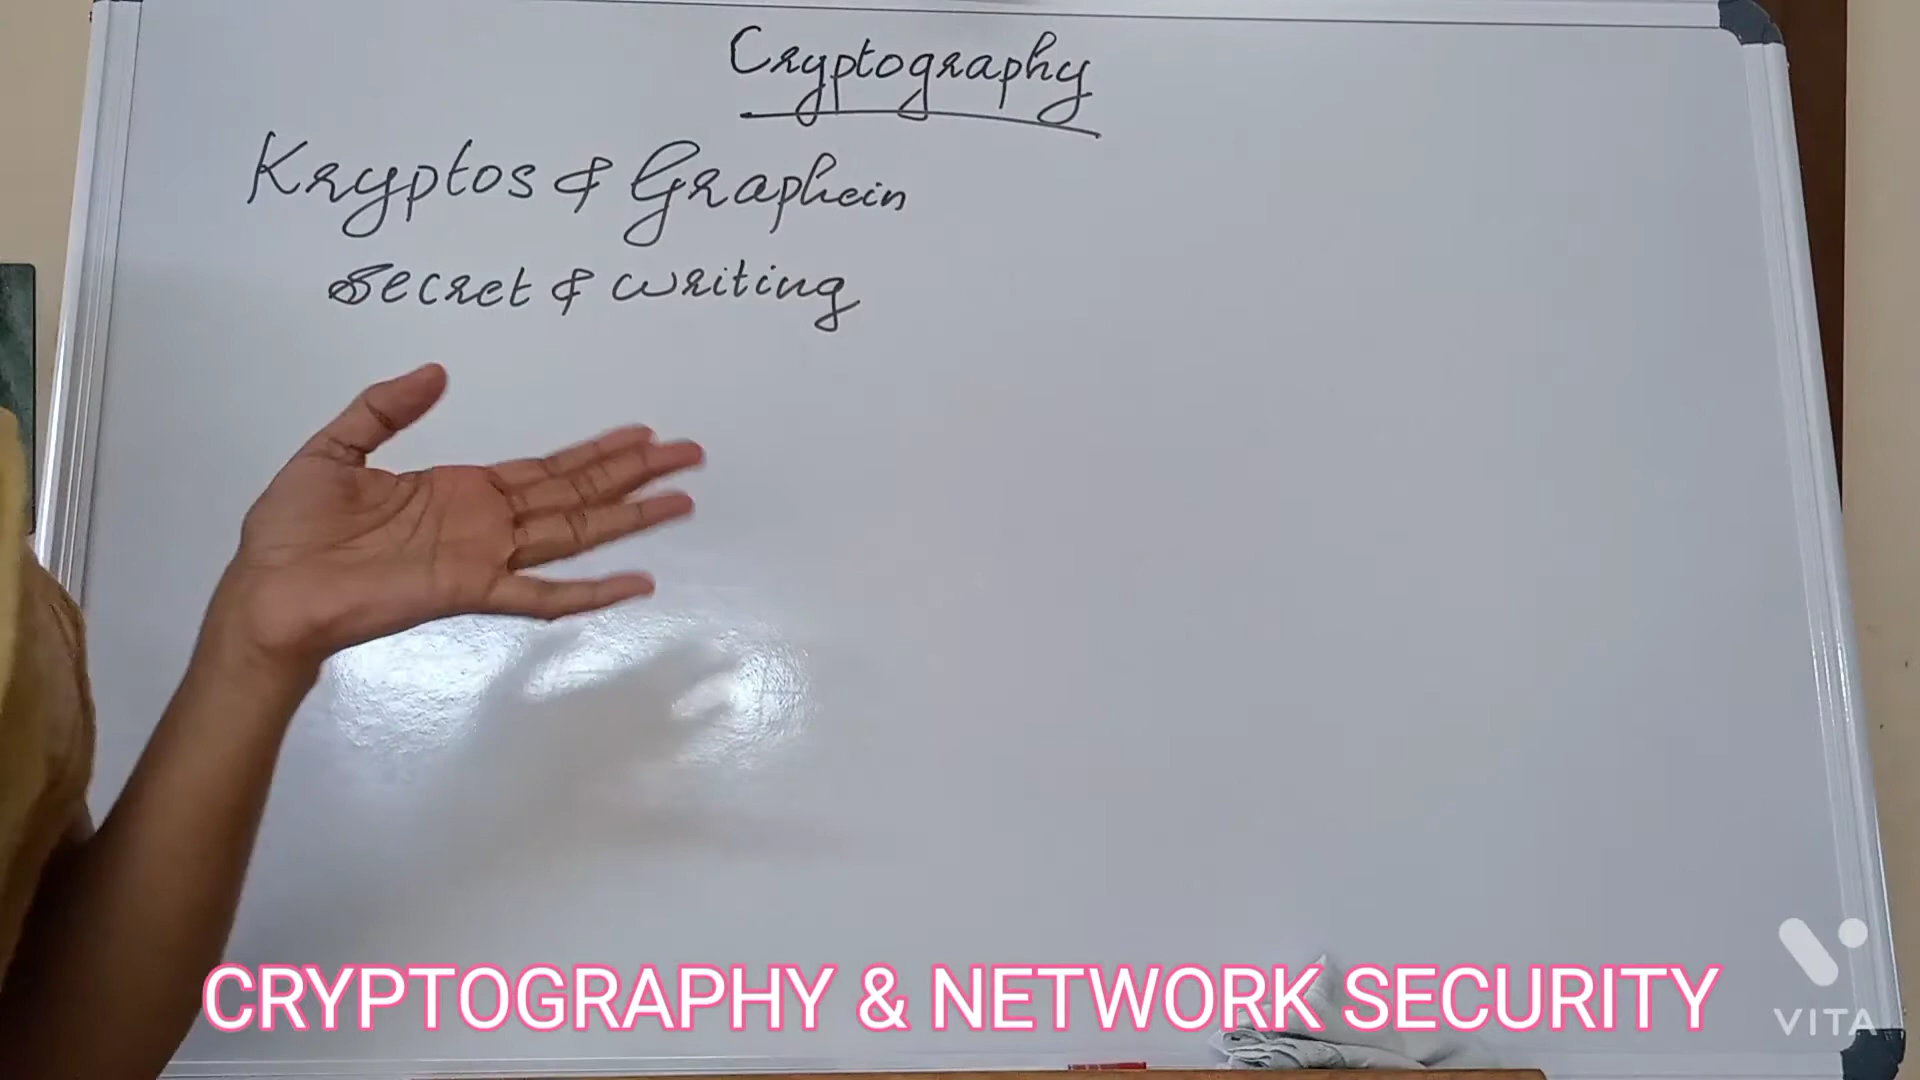 Cryptography
Kryptos & Graphein
Secret & writing
CRYPTOGRAPHY & NETWORK SECURITY
VITA